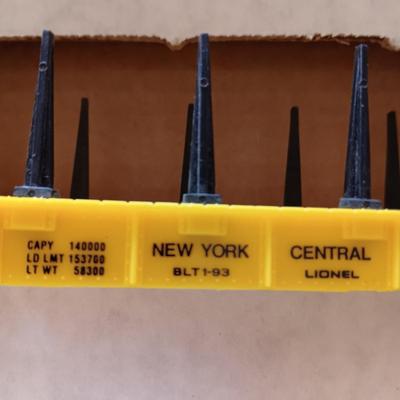 CAPY 140000
LD LMT 153700
LT WT 58300
NEW YORK
BLT 1-93
CENTRAL
LIONEL